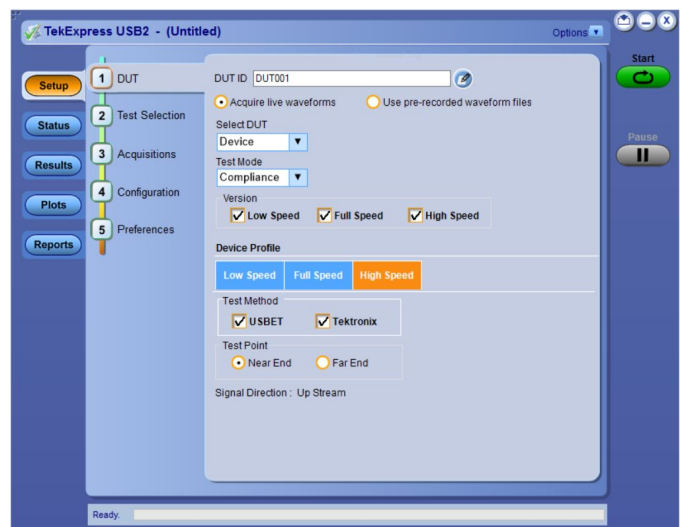 TekExpress USB2 - (Untitled)
Options
Start
Pause
Setup
Status
Results
Plots
Reports
1 DUT
2 Test Selection
3 Acquisitions
4 Configuration
5 Preferences
DUT ID DUT001
Acquire live waveforms Use pre-recorded waveform files
Select DUT
Device
Test Mode
Compliance
Version
Low Speed Full Speed High Speed
Device Profile
Low Speed Full Speed High Speed
Test Method
USBET Tektronix
Test Point
Near End Far End
Signal Direction : Up Stream
Ready.